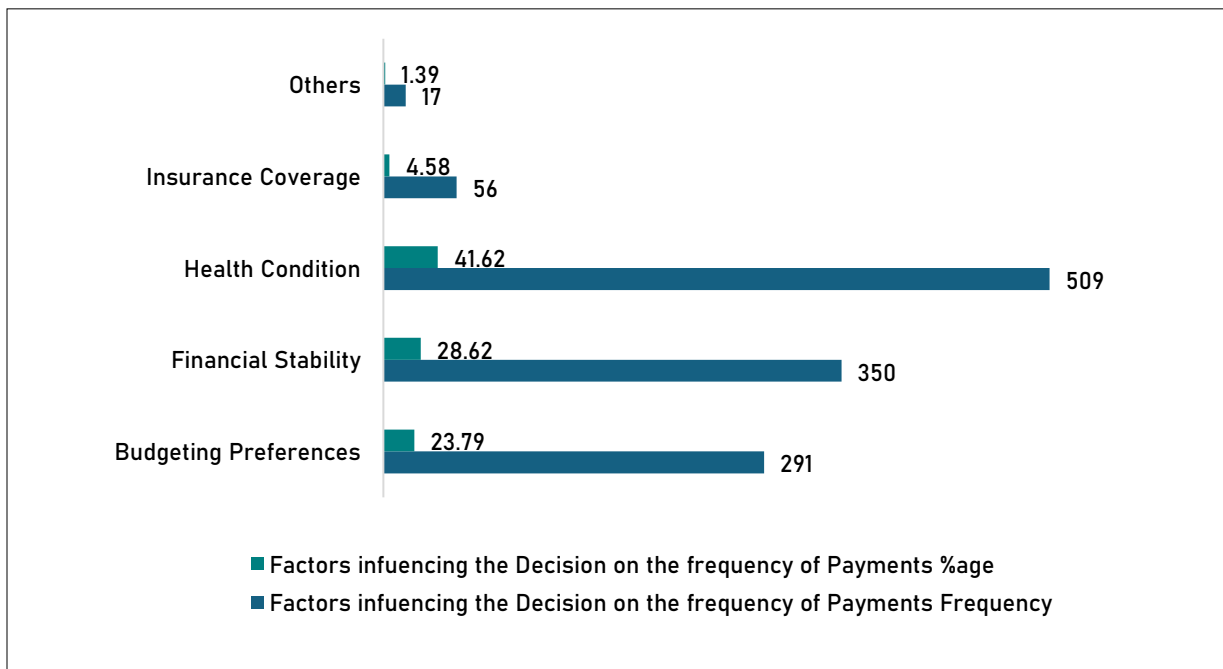 Others
1.39
17
Insurance Coverage
4.58
56
Health Condition
41.62
509
Financial Stability
28.62
350
Budgeting Preferences
23.79
291
Factors infuencing the Decision on the frequency of Payments %age
Factors infuencing the Decision on the frequency of Payments Frequency